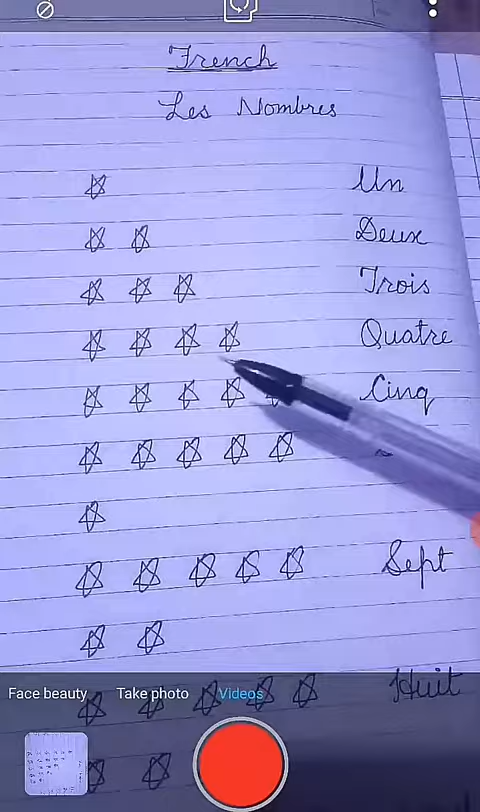 French
Les Nombres
Un
Deux
Trois
Quatre
Cinq
Sept
Huit
Face beauty Take photo Videos